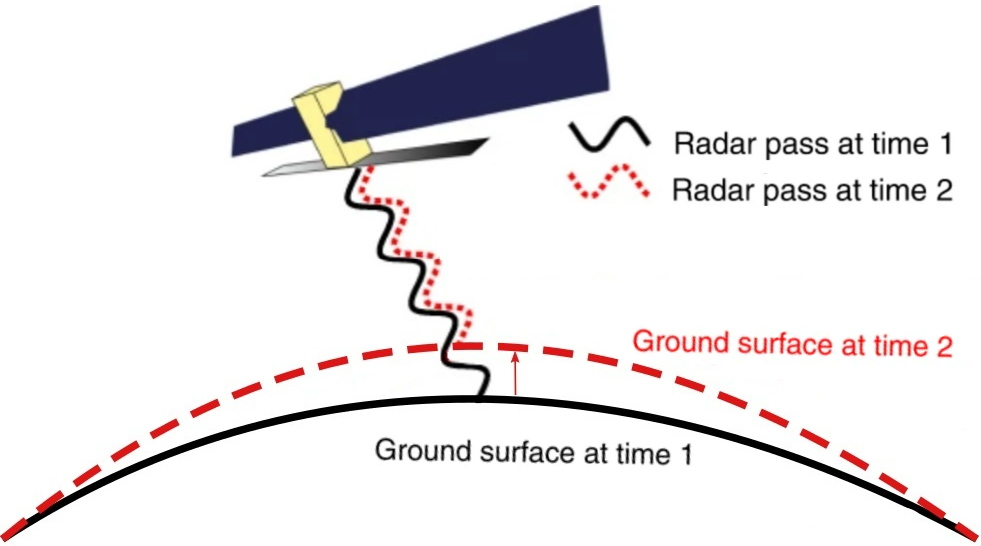 Radar pass at time 1
Radar pass at time 2
Ground surface at time 2
Ground surface at time 1